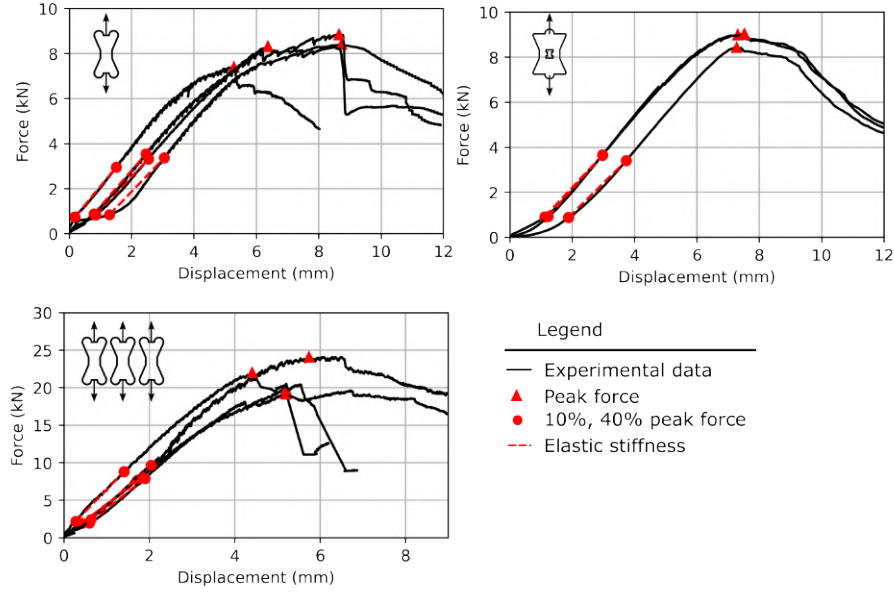 10
8
6
4
2
0
Force (kN)
0 2 4 6 8 10 12
Displacement (mm)
10
8
6
4
2
0
Force (kN)
0 2 4 6 8 10 12
Displacement (mm)
30
25
20
15
10
5
0
Force (kN)
0 2 4 6 8
Displacement (mm)
Legend
Experimental data
Peak force
10%, 40% peak force
Elastic stiffness